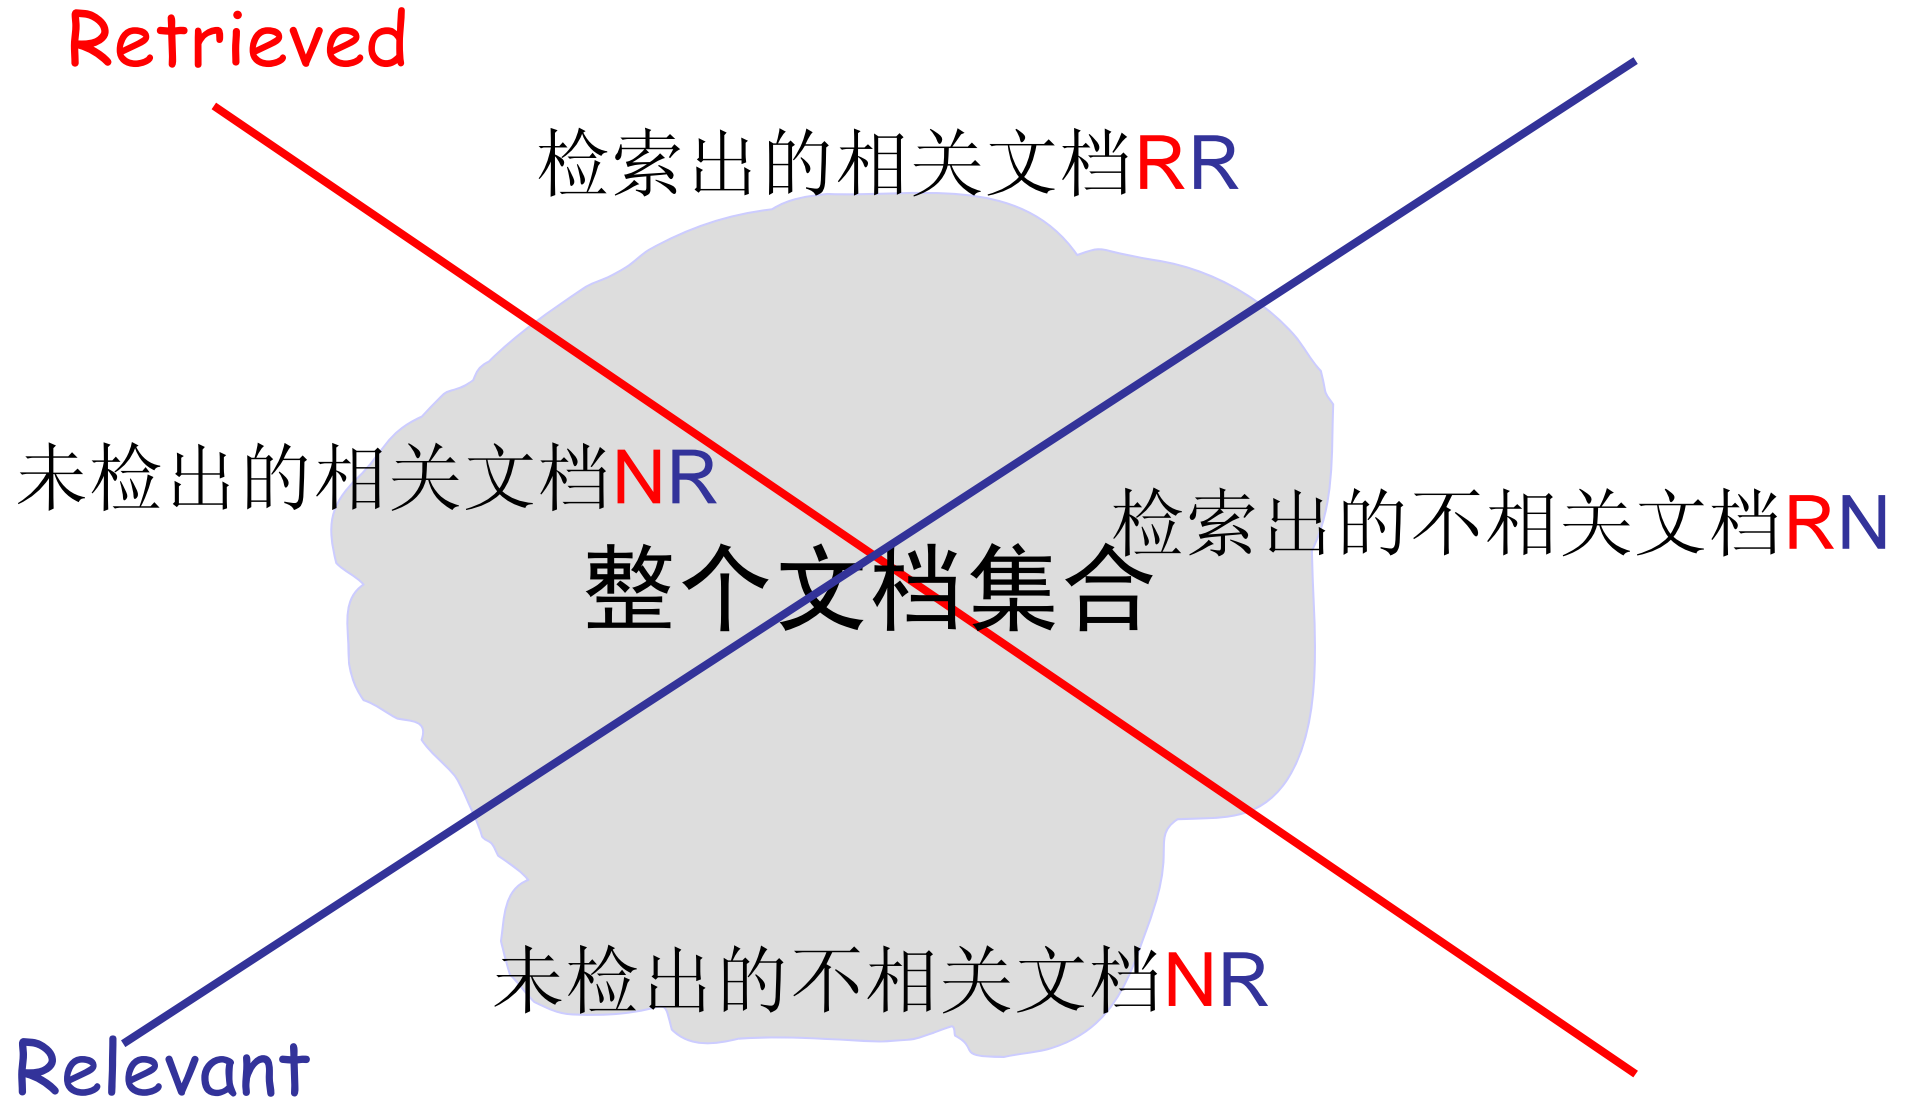 Retrieved
检索出的相关文档RR
未检出的相关文档NR
检索出的不相关文档RN
整个文档集合
未检出的不相关文档NR
Relevant